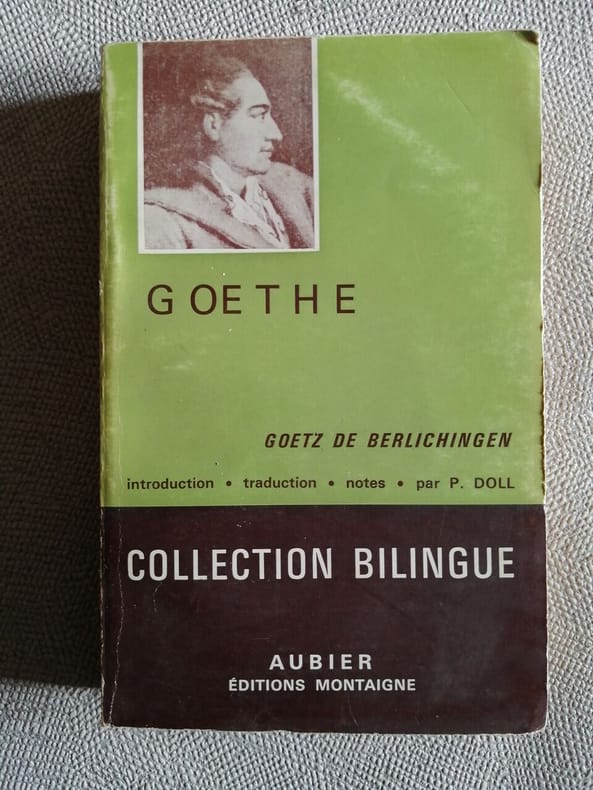 GOETHE
GOETZ DE BERLICHINGEN
introduction • traduction • notes • par P. DOLL
COLLECTION BILINGUE
AUBIER
ÉDITIONS MONTAIGNE